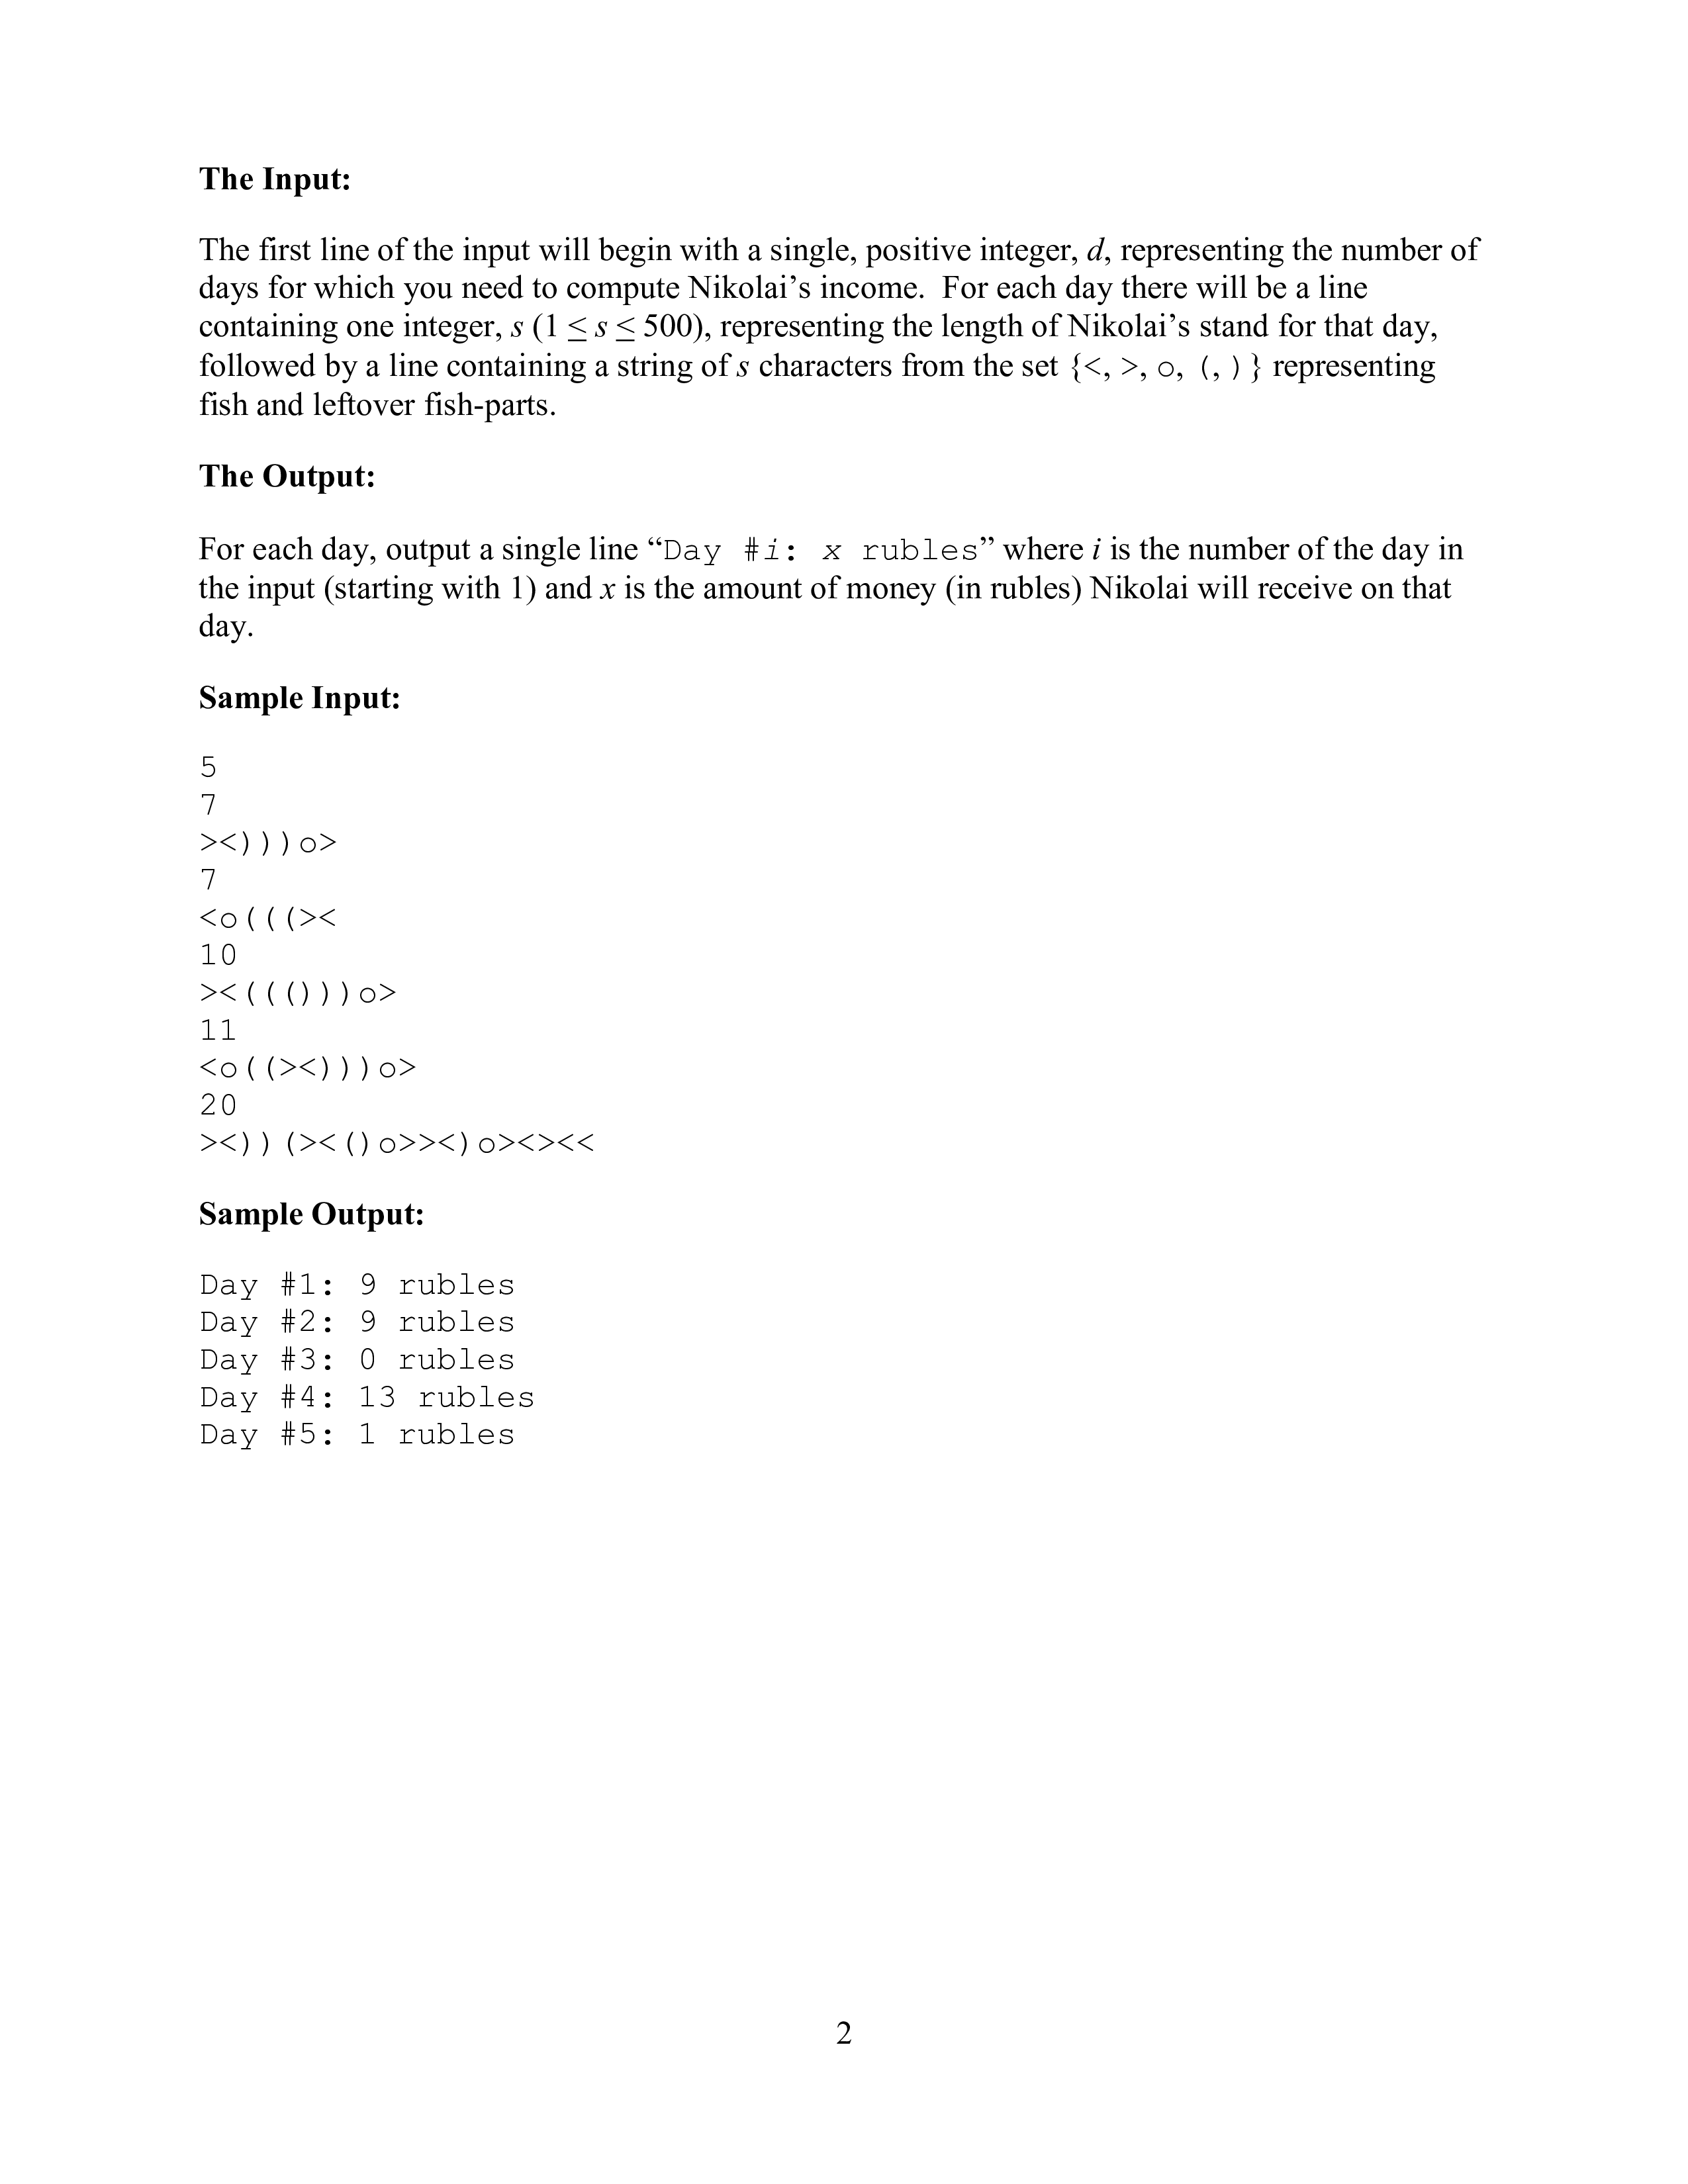 The Input:
The first line of the input will begin with a single, positive integer, d, representing the number of
days for which you need to compute Nikolai’s income.  For each day there will be a line
containing one integer, s (1 ≤ s ≤ 500), representing the length of Nikolai’s stand for that day,
followed by a line containing a string of s characters from the set {<, >, o, (, )} representing
fish and leftover fish-parts.
The Output:
For each day, output a single line “Day #i: x rubles” where i is the number of the day in
the input (starting with 1) and x is the amount of money (in rubles) Nikolai will receive on that
day.
Sample Input:
5
7
><)))o>
7
<o(((><
10
><((()))o>
11
<o((><)))o>
20
><))(><()o>><)o><><<
Sample Output:
Day #1: 9 rubles
Day #2: 9 rubles
Day #3: 0 rubles
Day #4: 13 rubles
Day #5: 1 rubles
2